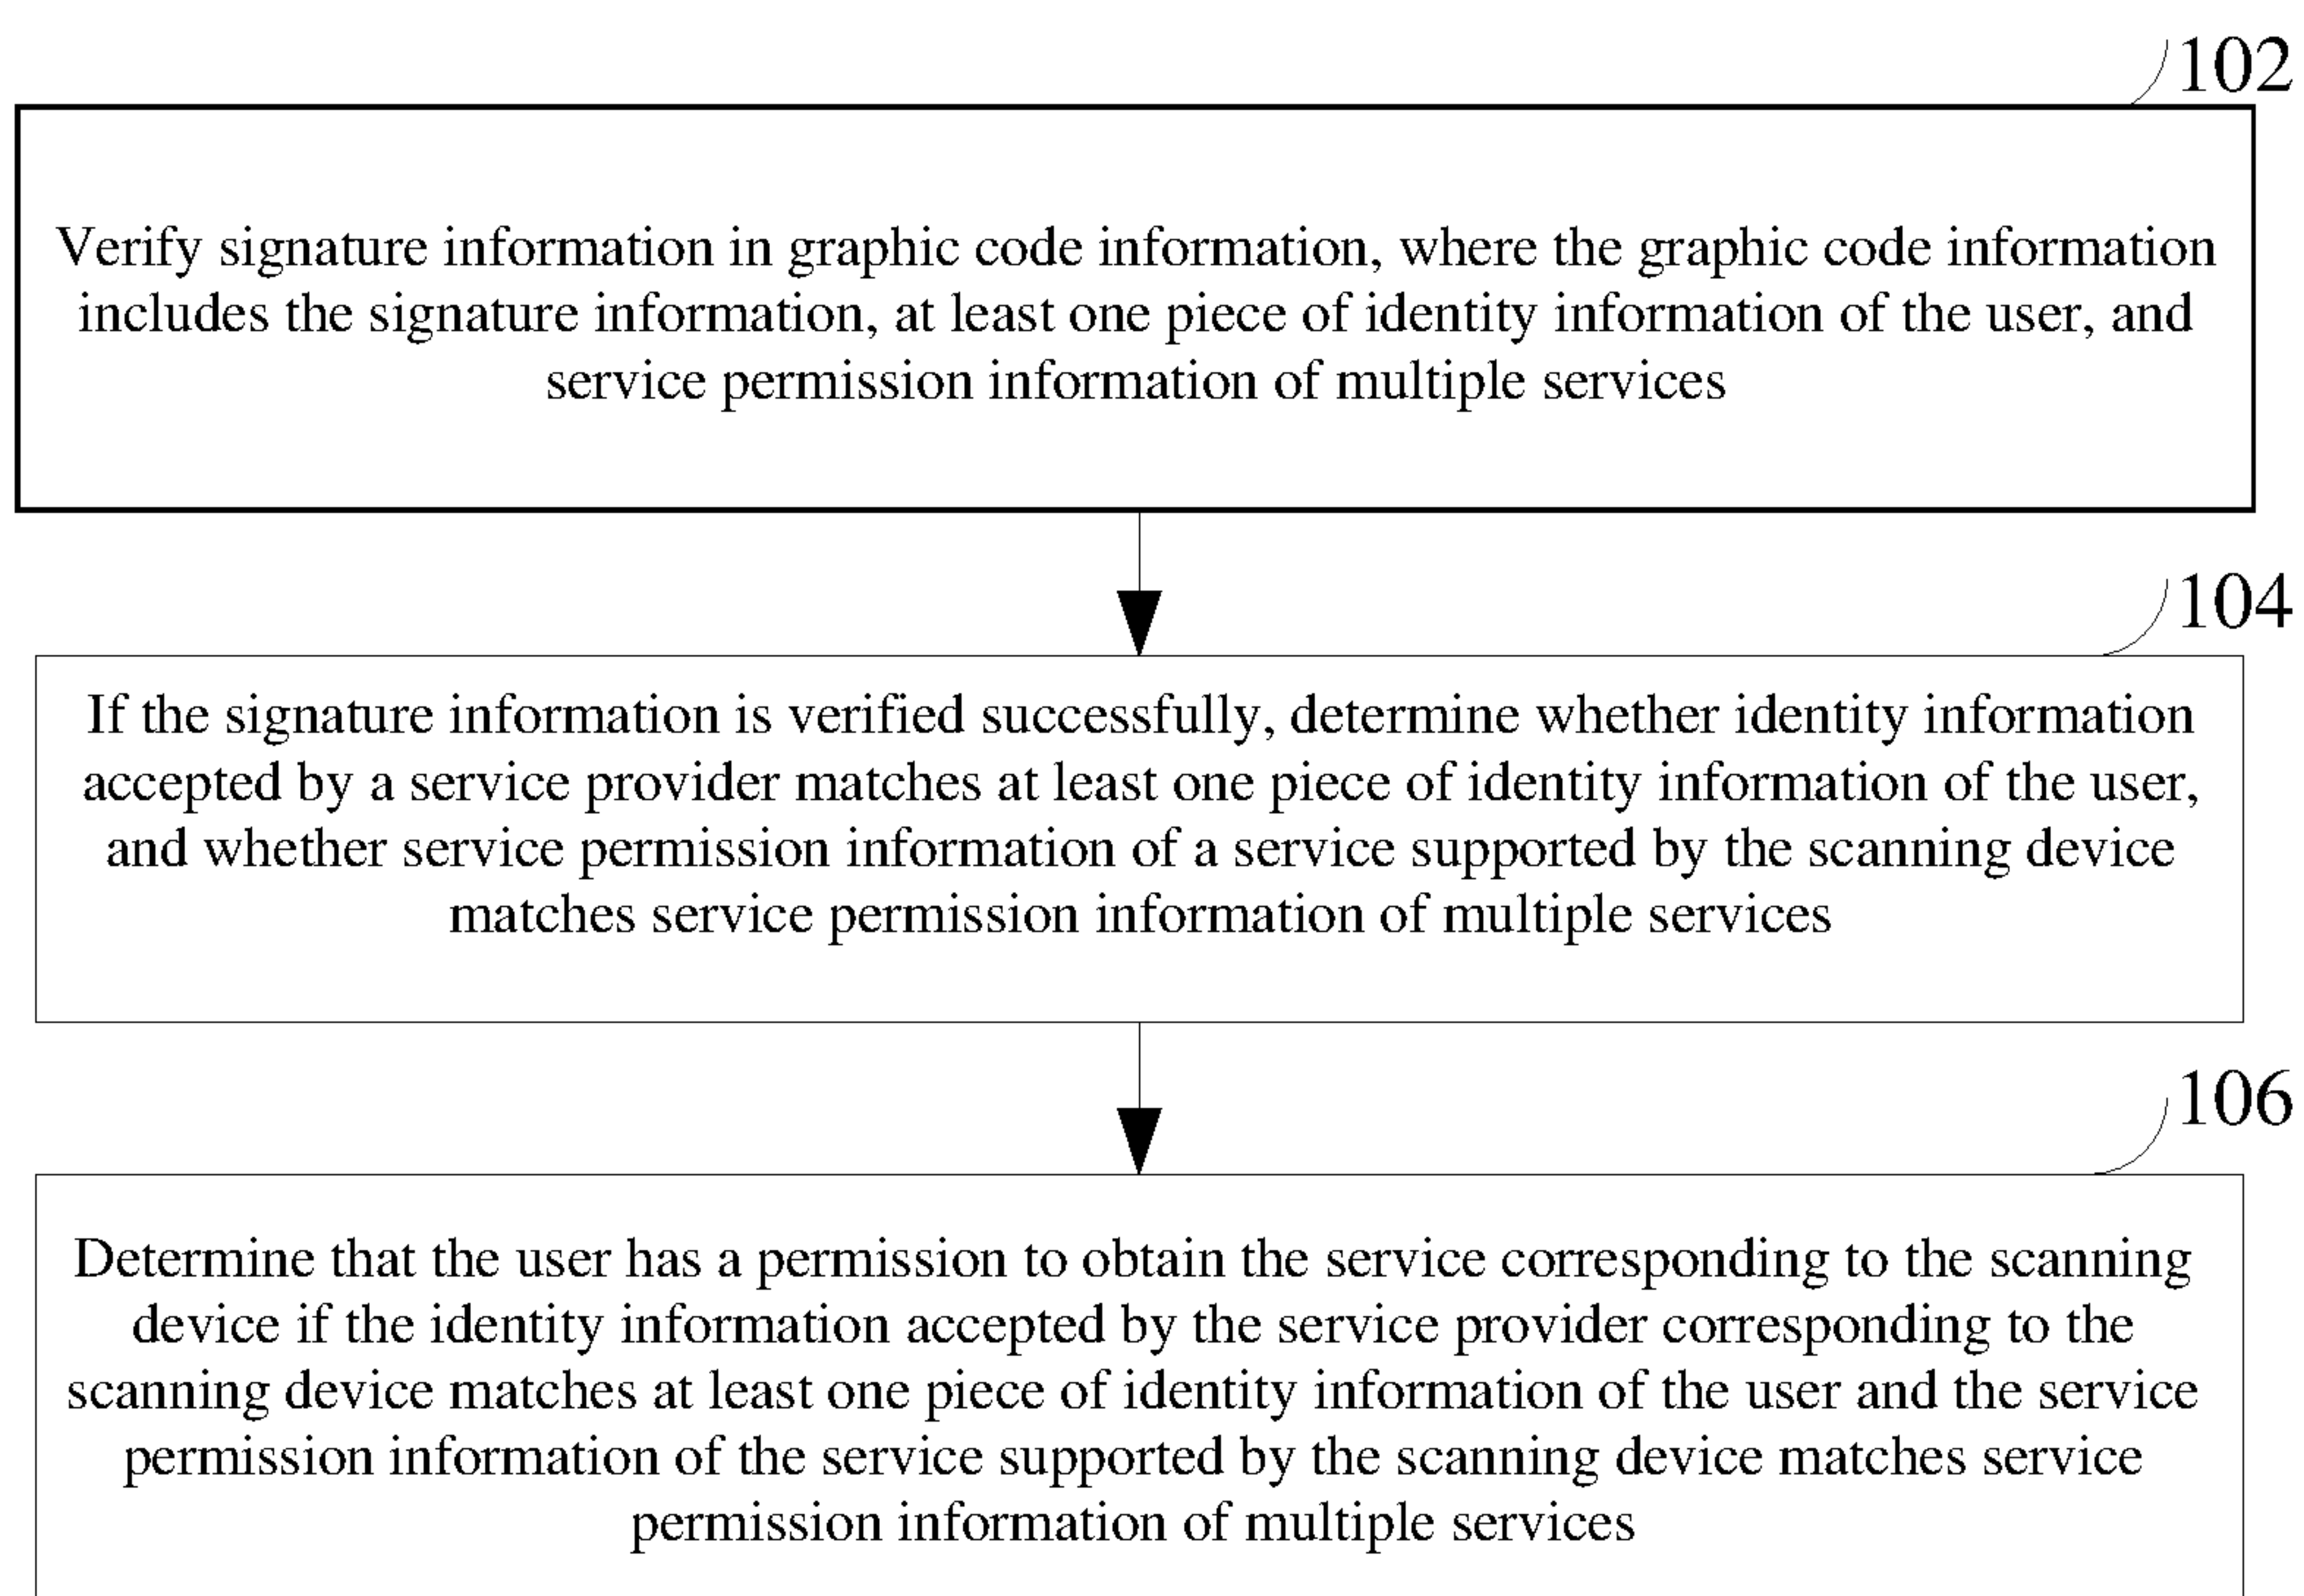 102
Verify signature information in graphic code information, where the graphic code information
includes the signature information, at least one piece of identity information of the user, and
service permission information of multiple services
104
If the signature information is verified successfully, determine whether identity information
accepted by a service provider matches at least one piece of identity information of the user,
and whether service permission information of a service supported by the scanning device
matches service permission information of multiple services
106
Determine that the user has a permission to obtain the service corresponding to the scanning
device if the identity information accepted by the service provider corresponding to the
scanning device matches at least one piece of identity information of the user and the service
permission information of the service supported by the scanning device matches service
permission information of multiple services